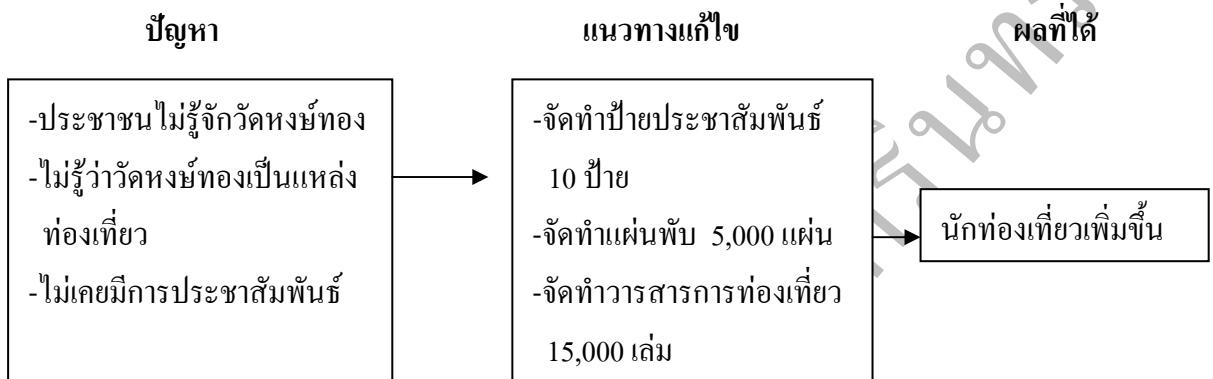 ปัญหา
แนวทางแก้ไข
ผลที่ได้
-ประชาชนไม่รู้จักวัดหงษ์ทอง
-ไม่รู้ว่าวัดหงษ์ทองเป็นแหล่ง
ท่องเที่ยว
-ไม่เคยมีการประชาสัมพันธ์
-จัดทำป้ายประชาสัมพันธ์
10 ป้าย
-จัดทำแผ่นพับ 5,000 แผ่น
-จัดทำวารสารการท่องเที่ยว
15,000 เล่ม
นักท่องเที่ยวเพิ่มขึ้น